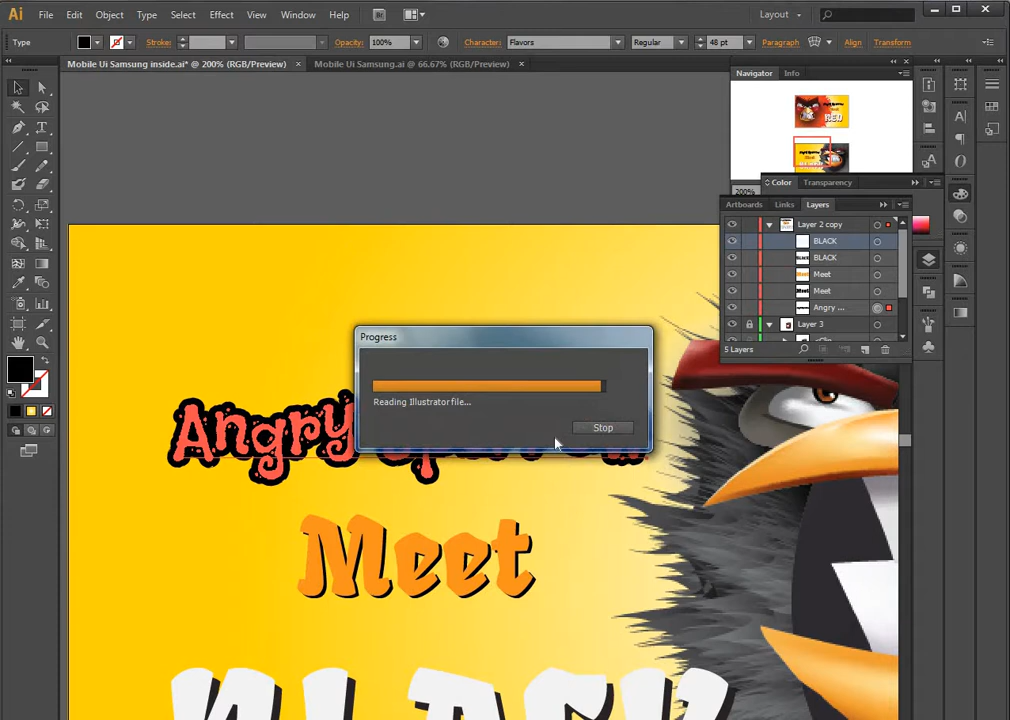 Ai File Edit Object Type Select Effect View Window Help Layout
Type Stroke: Opacity: 100% Character: Flavors Regular 48 pt Paragraph Align Transform
Mobile Ui Samsung inside.ai* @ 200% (RGB/Preview) Mobile Ui Samsung.ai @ 66.67% (RGB/Preview)
Navigator Info
RED
200%
Color Transparency
Artboards Links Layers
Layer 2 copy
BLACK
BLACK
Meet
Meet
Angry ...
Layer 3
5 Layers
Progress
Reading Illustrator file...
Stop
Angry
Meet
BLACK